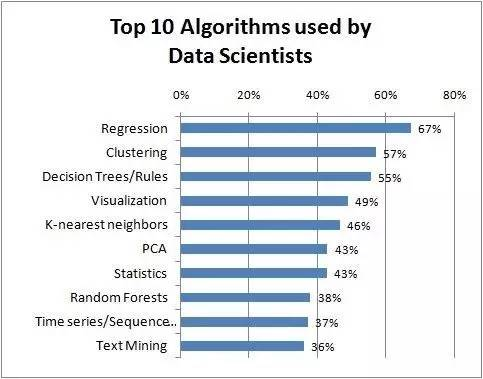 Top 10 Algorithms used by
Data Scientists
0% 20% 40% 60% 80%
Regression 67%
Clustering 57%
Decision Trees/Rules 55%
Visualization 49%
K-nearest neighbors 46%
PCA 43%
Statistics 43%
Random Forests 38%
Time series/Sequence... 37%
Text Mining 36%